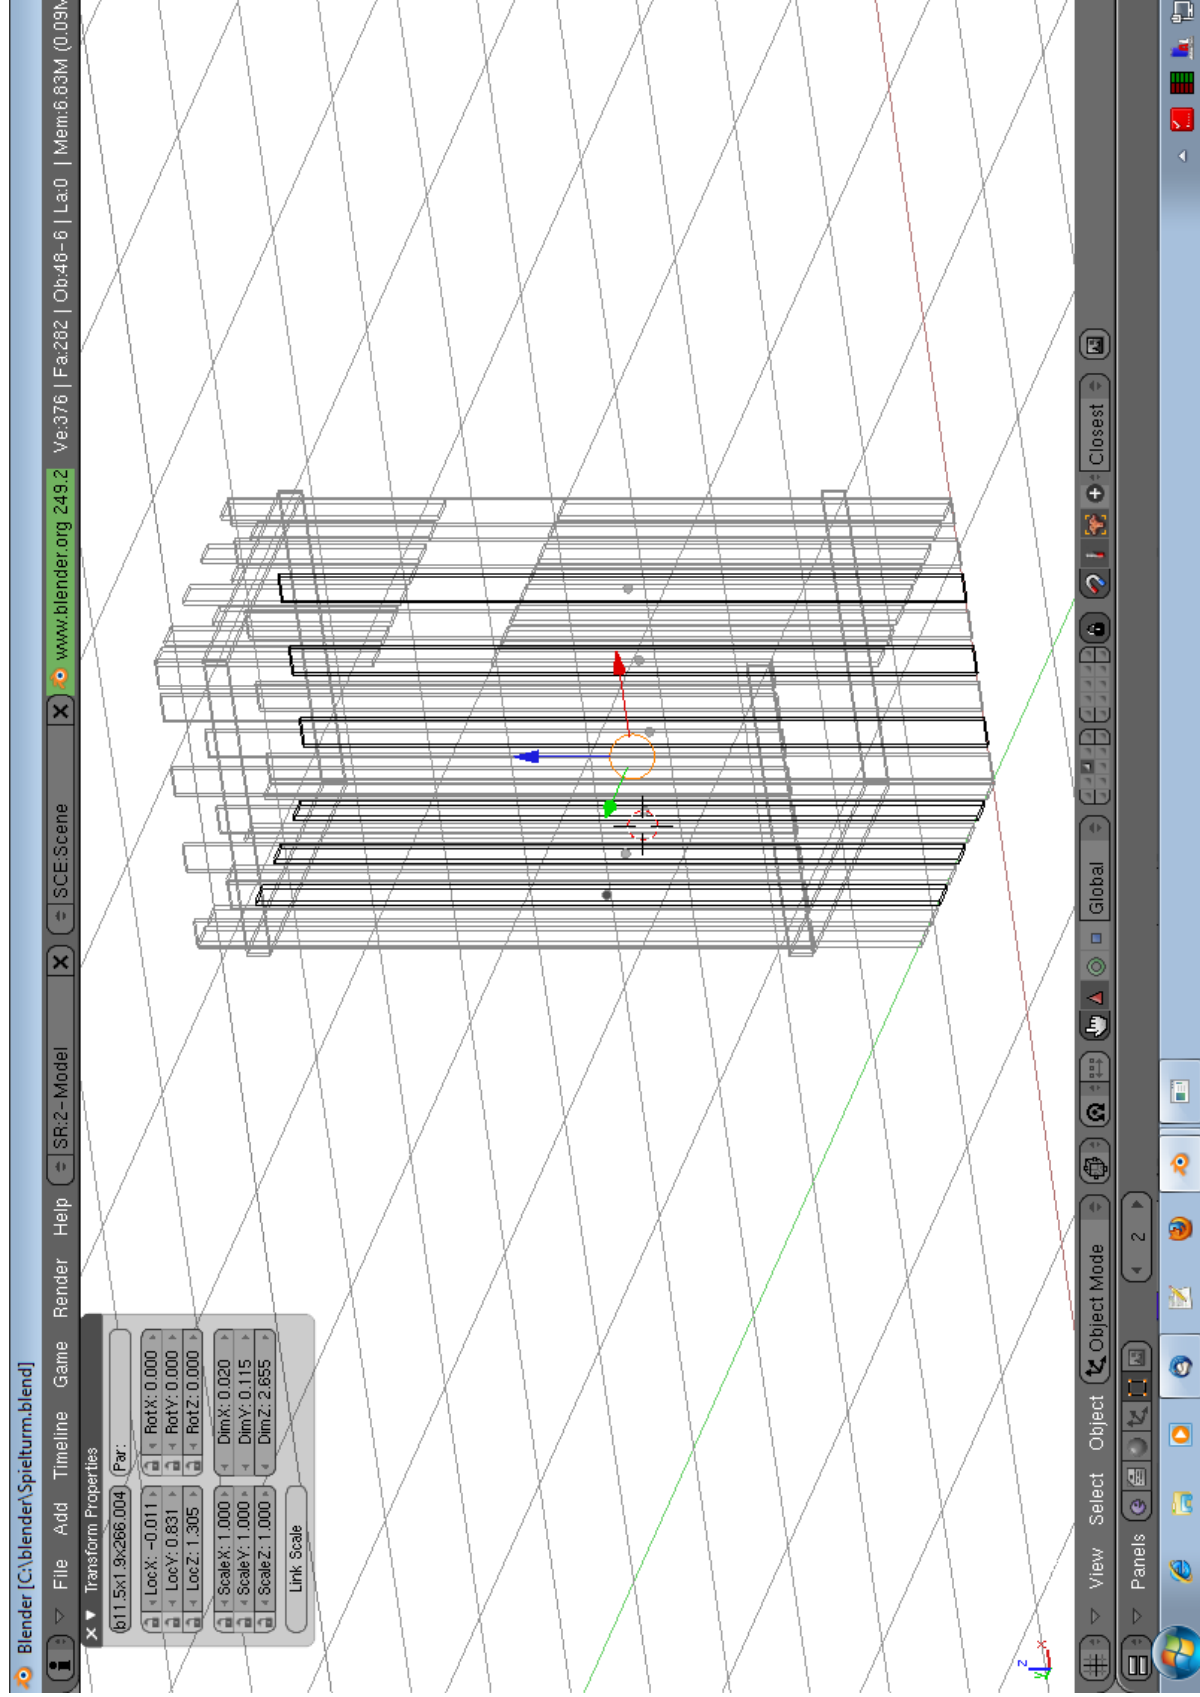 Blender [C:\blender\Spielturm.blend]
File Add Timeline Game Render Help SR:2-Model SCE:Scene www.blender.org 249.2 Ve:376 | Fa:282 | Ob:48-6 | La:0 | Mem:6.83M (0.09M
Transform Properties
b11.5x1.9x266.004 Par:
LocX: -0.011 RotX: 0.000
LocY: 0.831 RotY: 0.000
LocZ: 1.305 RotZ: 0.000
ScaleX: 1.000 DimX: 0.020
ScaleY: 1.000 DimY: 0.115
ScaleZ: 1.000 DimZ: 2.655
Link Scale
z
x
y
View Select Object Object Mode Global Closest
Panels 2